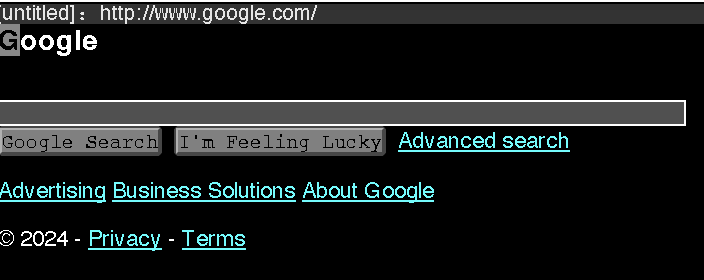 [untitled] : http://www.google.com/
Google
Google Search I'm Feeling Lucky Advanced search
Advertising Business Solutions About Google
© 2024 - Privacy - Terms